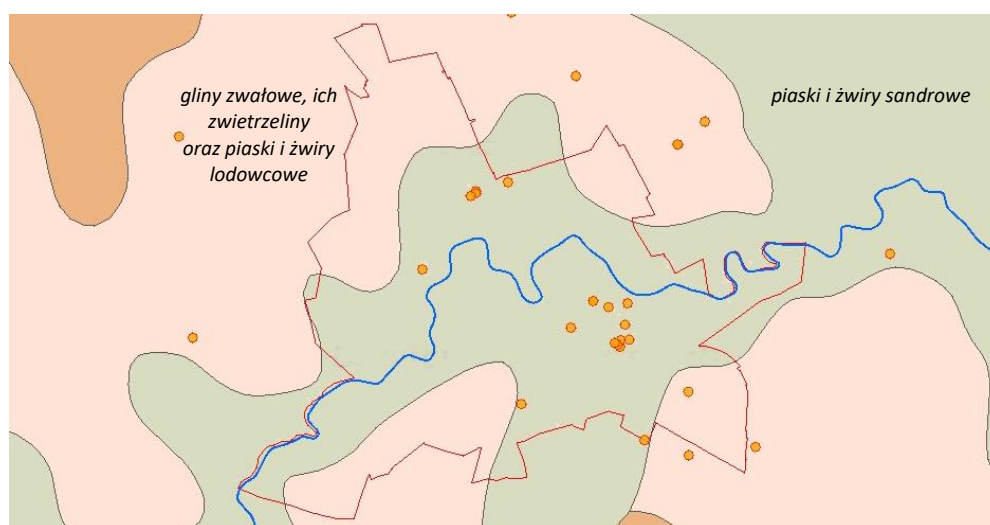 gliny zwałowe, ich
zwietrzeliny
oraz piaski i żwiry
lodowcowe
piaski i żwiry sandrowe